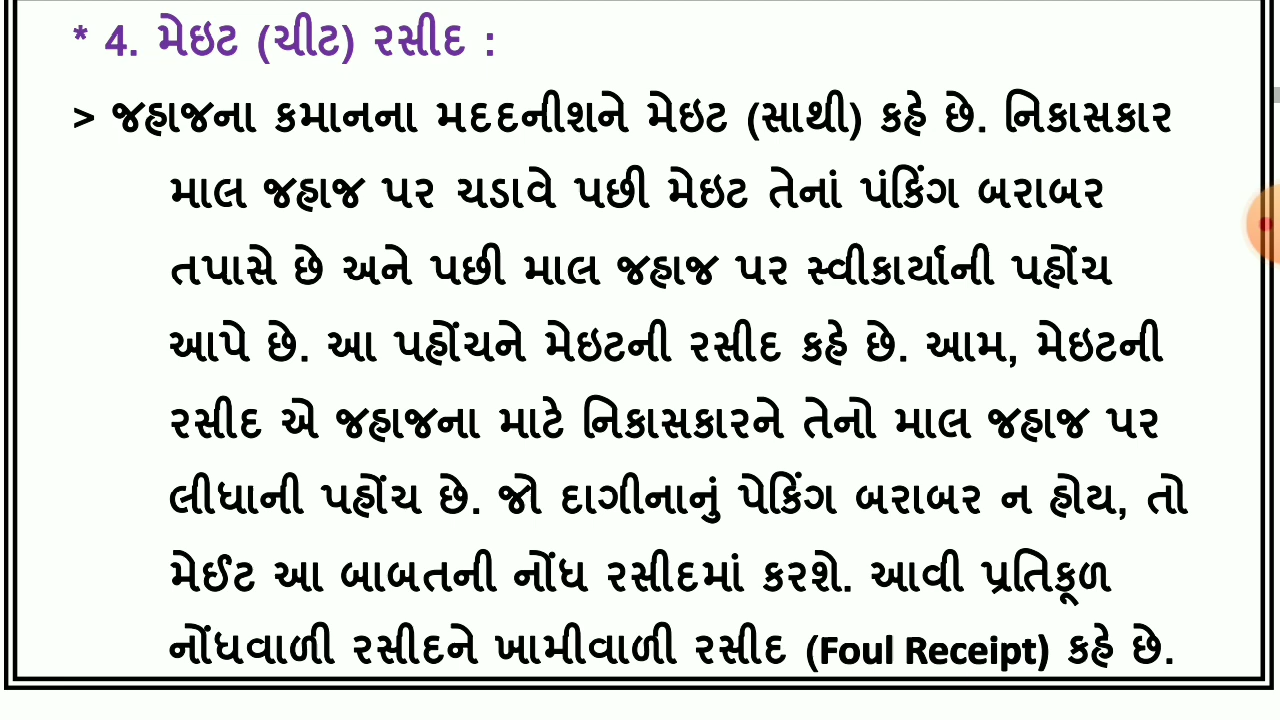 * 4. મેઇટ (ચીટ) રસીદ :
> જહાજના કમાનના મદદનીશને મેઇટ (સાથી) કહે છે. નિકાસકાર
માલ જહાજ પર ચડાવે પછી મેઇટ તેનાં પંકિંગ બરાબર
તપાસે છે અને પછી માલ જહાજ પર સ્વીકાર્યાની પહોંચ
આપે છે. આ પહોંચને મેઇટની રસીદ કહે છે. આમ, મેઇટની
રસીદ એ જહાજના માટે નિકાસકારને તેનો માલ જહાજ પર
લીધાની પહોંચ છે. જો દાગીનાનું પેકિંગ બરાબર ન હોય, તો
મેઈટ આ બાબતની નોંધ રસીદમાં કરશે. આવી પ્રતિકૂળ
નોંધવાળી રસીદને ખામીવાળી રસીદ (Foul Receipt) કહે છે.